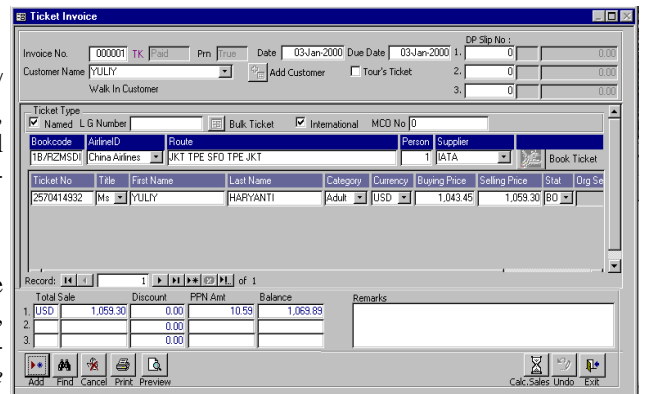 Ticket Invoice
DP Slip No :
Invoice No. 000001 TK Paid Prn True Date 03-Jan-2000 Due Date 03-Jan-2000 1. 0 0.00
Customer Name YULIY Add Customer Tour's Ticket 2. 0 0.00
Walk In Customer 3. 0 0.00
Ticket Type
Named L G Number Bulk Ticket International MCO No 0
Bookcode AirlineID Route Person Supplier
1B/RZMSDI China Airlines JKT TPE SFO TPE JKT 1 IATA Book Ticket
Ticket No Title First Name Last Name Category Currency Buying Price Selling Price Stat Org Se
2570414932 Ms YULIY HARYANTI Adult USD 1,043.45 1,059.30 BO
Record: 1 of 1
Total Sale Discount PPN Amt Balance Remarks
1. USD 1,059.30 0.00 10.59 1,069.89
2. 0.00
3. 0.00
Add Find Cancel Print Preview Calc.Sales Undo Exit